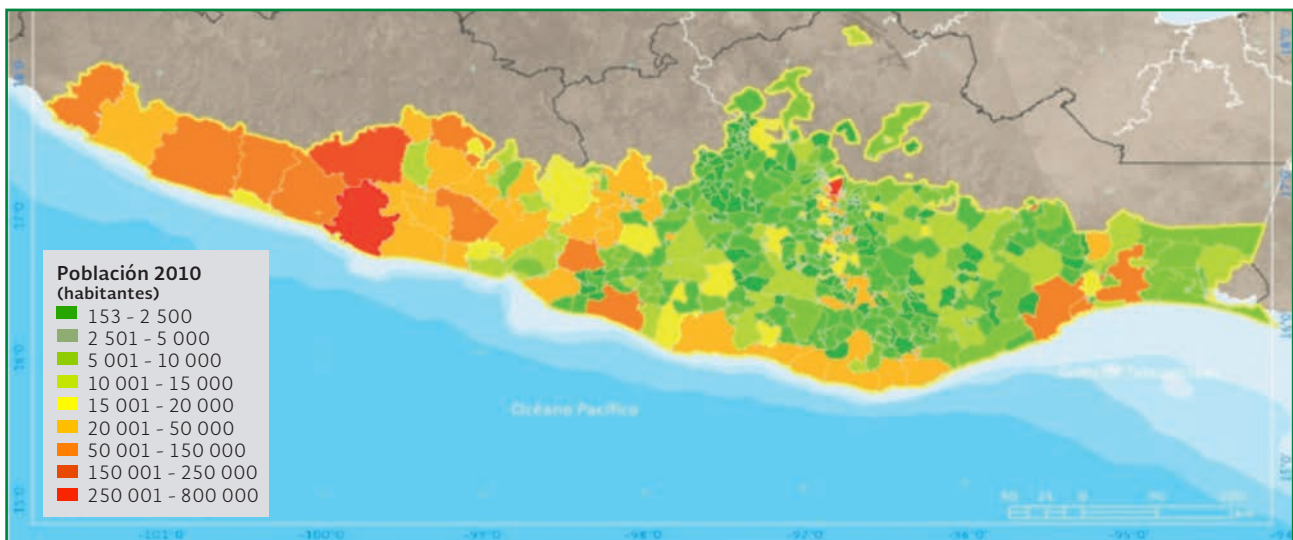 Población 2010
(habitantes)
153 - 2 500
2 501 - 5 000
5 001 - 10 000
10 001 - 15 000
15 001 - 20 000
20 001 - 50 000
50 001 - 150 000
150 001 - 250 000
250 001 - 800 000
Océano Pacífico
-101°0' -100°0' -99°0' -98°0' -97°0' -96°0' -95°0'